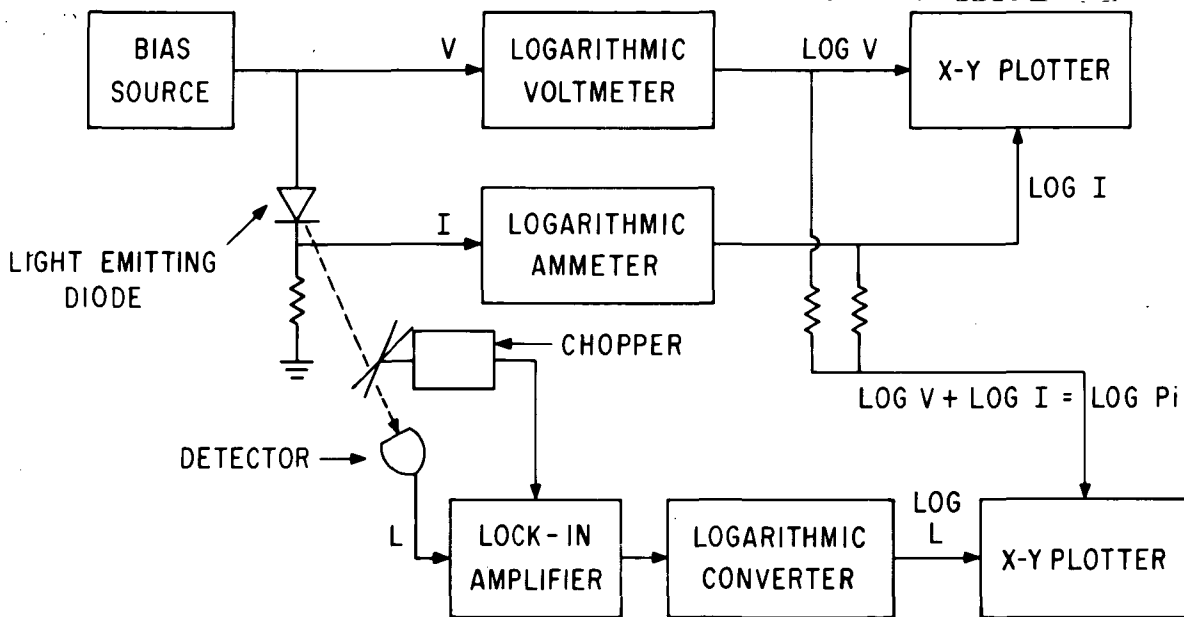 BIAS
SOURCE
V
LOGARITHMIC
VOLTMETER
LOG V
X-Y PLOTTER
LOG I
I
LOGARITHMIC
AMMETER
LIGHT EMITTING
DIODE
CHOPPER
LOG V + LOG I = LOG Pi
DETECTOR
L
LOCK-IN
AMPLIFIER
LOGARITHMIC
CONVERTER
LOG
L
X-Y PLOTTER